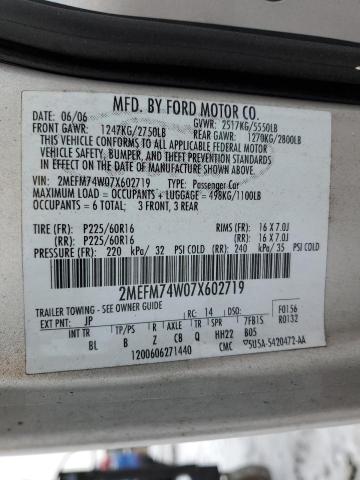 MFD. BY FORD MOTOR CO.
DATE: 06/06 GVWR: 2517KG/5550LB
FRONT GAWR: 1247KG/2750LB REAR GAWR: 1270KG/2800LB
THIS VEHICLE CONFORMS TO ALL APPLICABLE FEDERAL MOTOR
VEHICLE SAFETY, BUMPER, AND THEFT PREVENTION STANDARDS
IN EFFECT ON THE DATE OF MANUFACTURE SHOWN ABOVE.
VIN: 2MEFM74W07X602719 TYPE: Passenger Car
MAXIMUM LOAD = OCCUPANTS + LUGGAGE = 498KG/1100LB
OCCUPANTS = 6 TOTAL: 3 FRONT, 3 REAR
TIRE (FR): P225/60R16 RIMS (FR): 16 X 7.0J
(RR): P225/60R16 (RR): 16 X 7.0J
PRESSURE (FR): 220 kPa/ 32 PSI COLD (RR): 240 kPa/ 35 PSI COLD
2MEFM74W07X602719
TRAILER TOWING - SEE OWNER GUIDE F0156
EXT PNT: JP RC: 14 DSO: R0132
INT TR TP/PS R AX TR SPR 7FB15
BL B Z CB Q HH22 B05
1200606271440 CMC 5U5A-5420472-AA